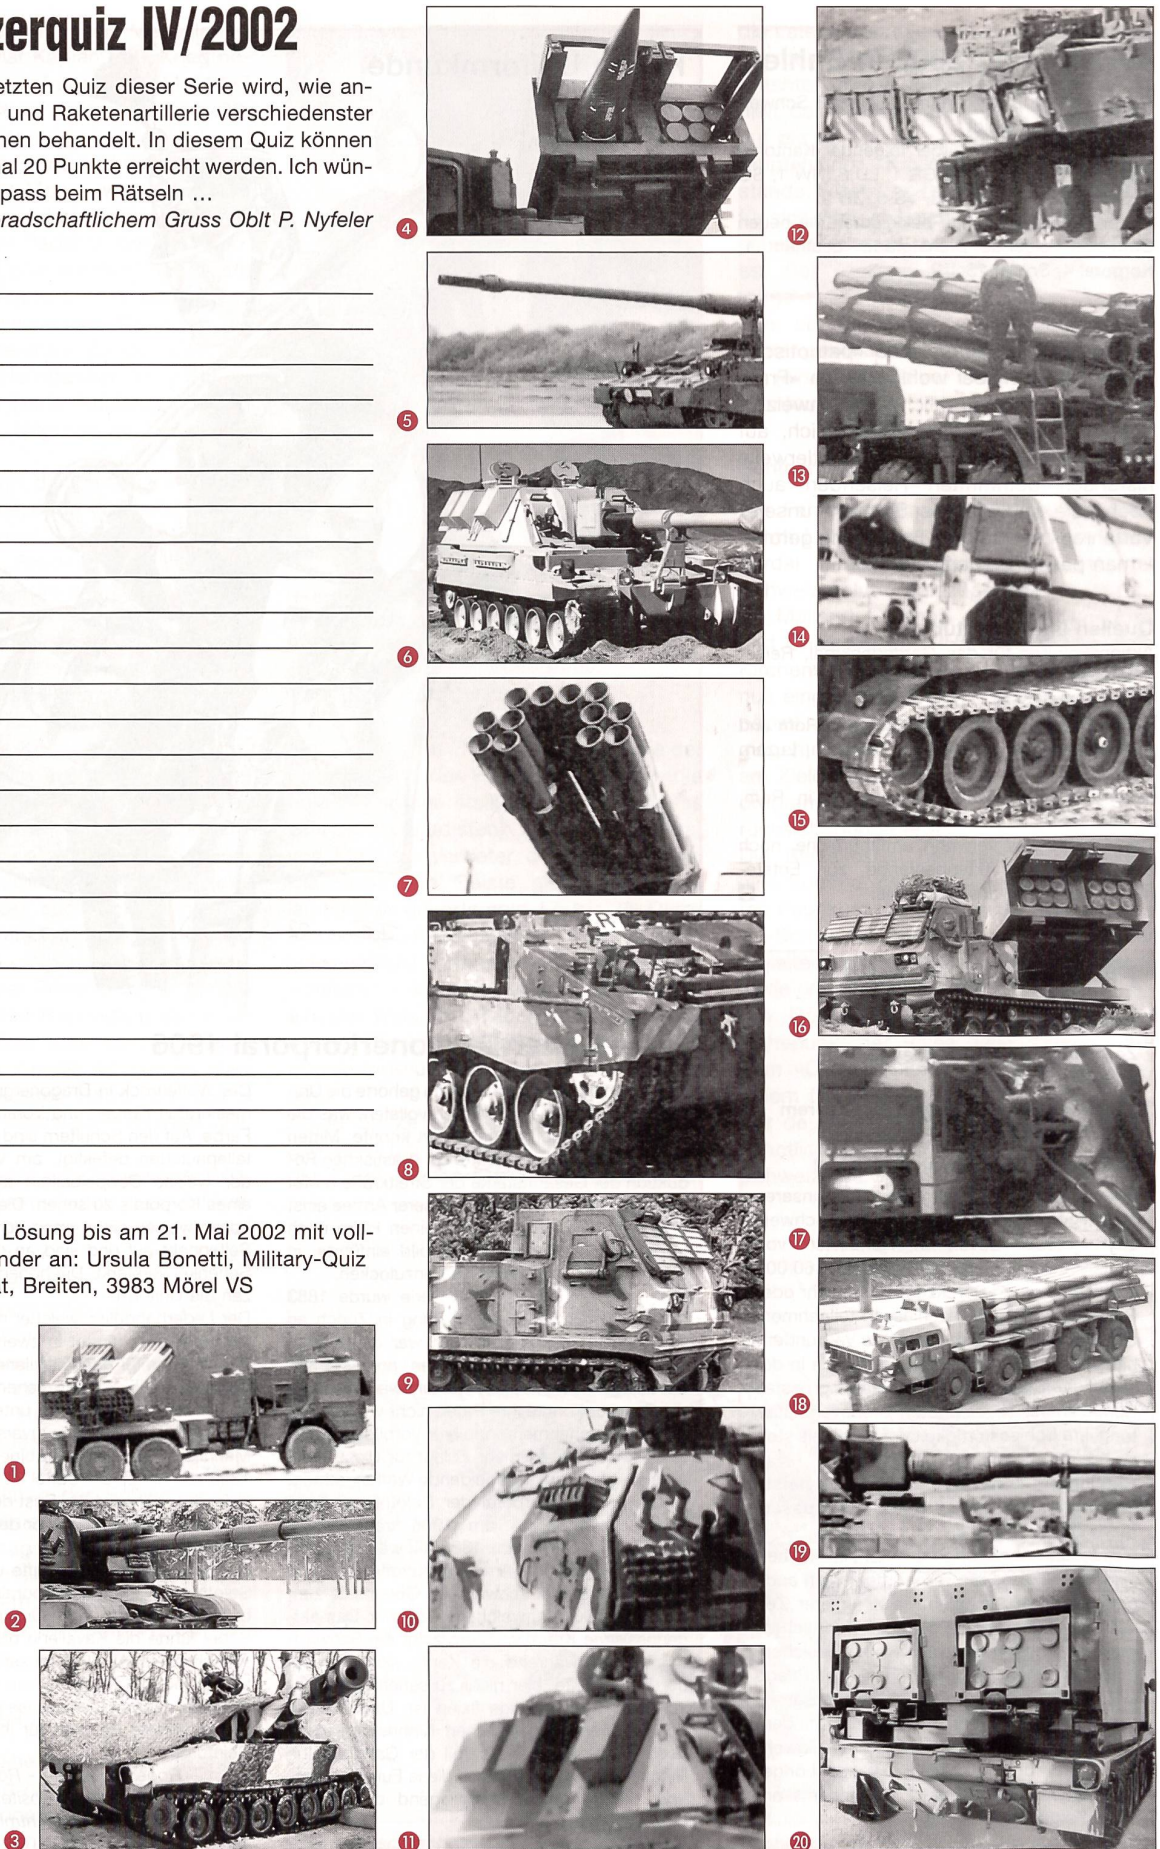 zerquiz IV/2002
etzten Quiz dieser Serie wird, wie an-
und Raketenartillerie verschiedenster
nen behandelt. In diesem Quiz können
al 20 Punkte erreicht werden. Ich wün-
pass beim Rätseln ...
radschaftlichem Gruss Oblt P. Nyfeler
Lösung bis am 21. Mai 2002 mit voll-
nder an: Ursula Bonetti, Military-Quiz
at, Breiten, 3983 Mörel VS
1
2
3
4
5
6
7
8
9
10
11
12
13
14
15
16
17
18
19
20